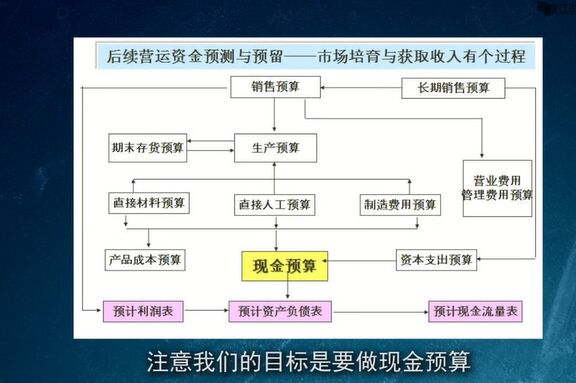 后续营运资金预测与预留——市场培育与获取收入有个过程
销售预算
长期销售预算
期末存货预算
生产预算
营业费用
管理费用预算
直接材料预算
直接人工预算
制造费用预算
产品成本预算
现金预算
资本支出预算
预计利润表
预计资产负债表
预计现金流量表
注意我们的目标是要做现金预算